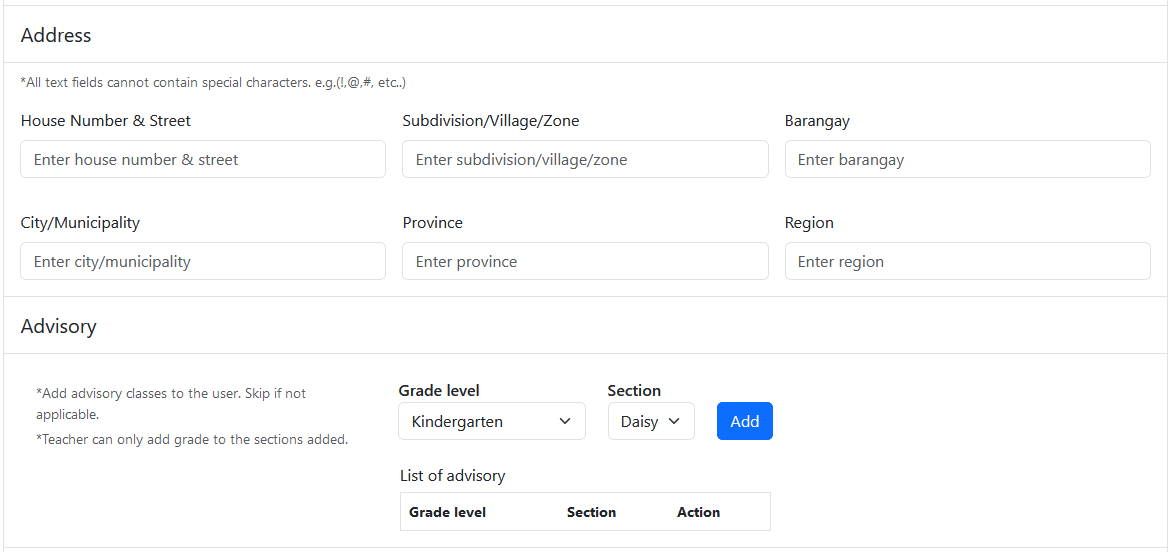 Address
*All text fields cannot contain special characters. e.g.(!,@,#, etc..)
House Number & Street
Subdivision/Village/Zone
Barangay
Enter house number & street
Enter subdivision/village/zone
Enter barangay
City/Municipality
Province
Region
Enter city/municipality
Enter province
Enter region
Advisory
*Add advisory classes to the user. Skip if not
applicable.
*Teacher can only add grade to the sections added.
Grade level
Section
Kindergarten
Daisy
Add
List of advisory
Grade level
Section
Action